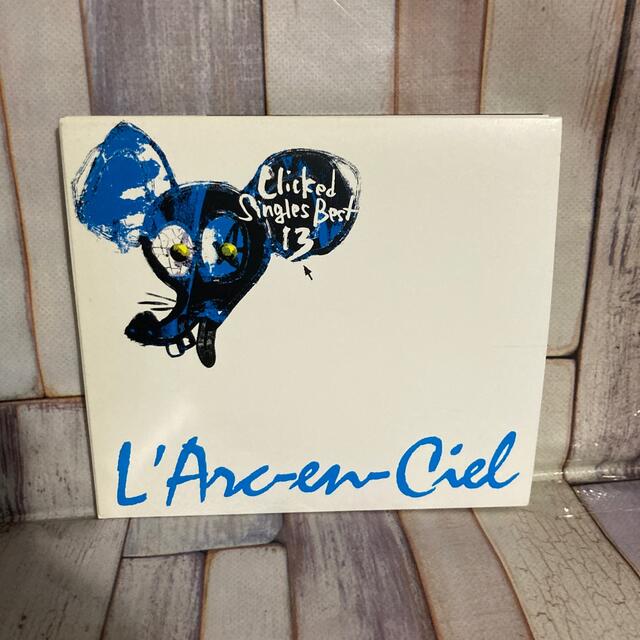 Clicked
Singles Best
13
L'Arc-en-Ciel